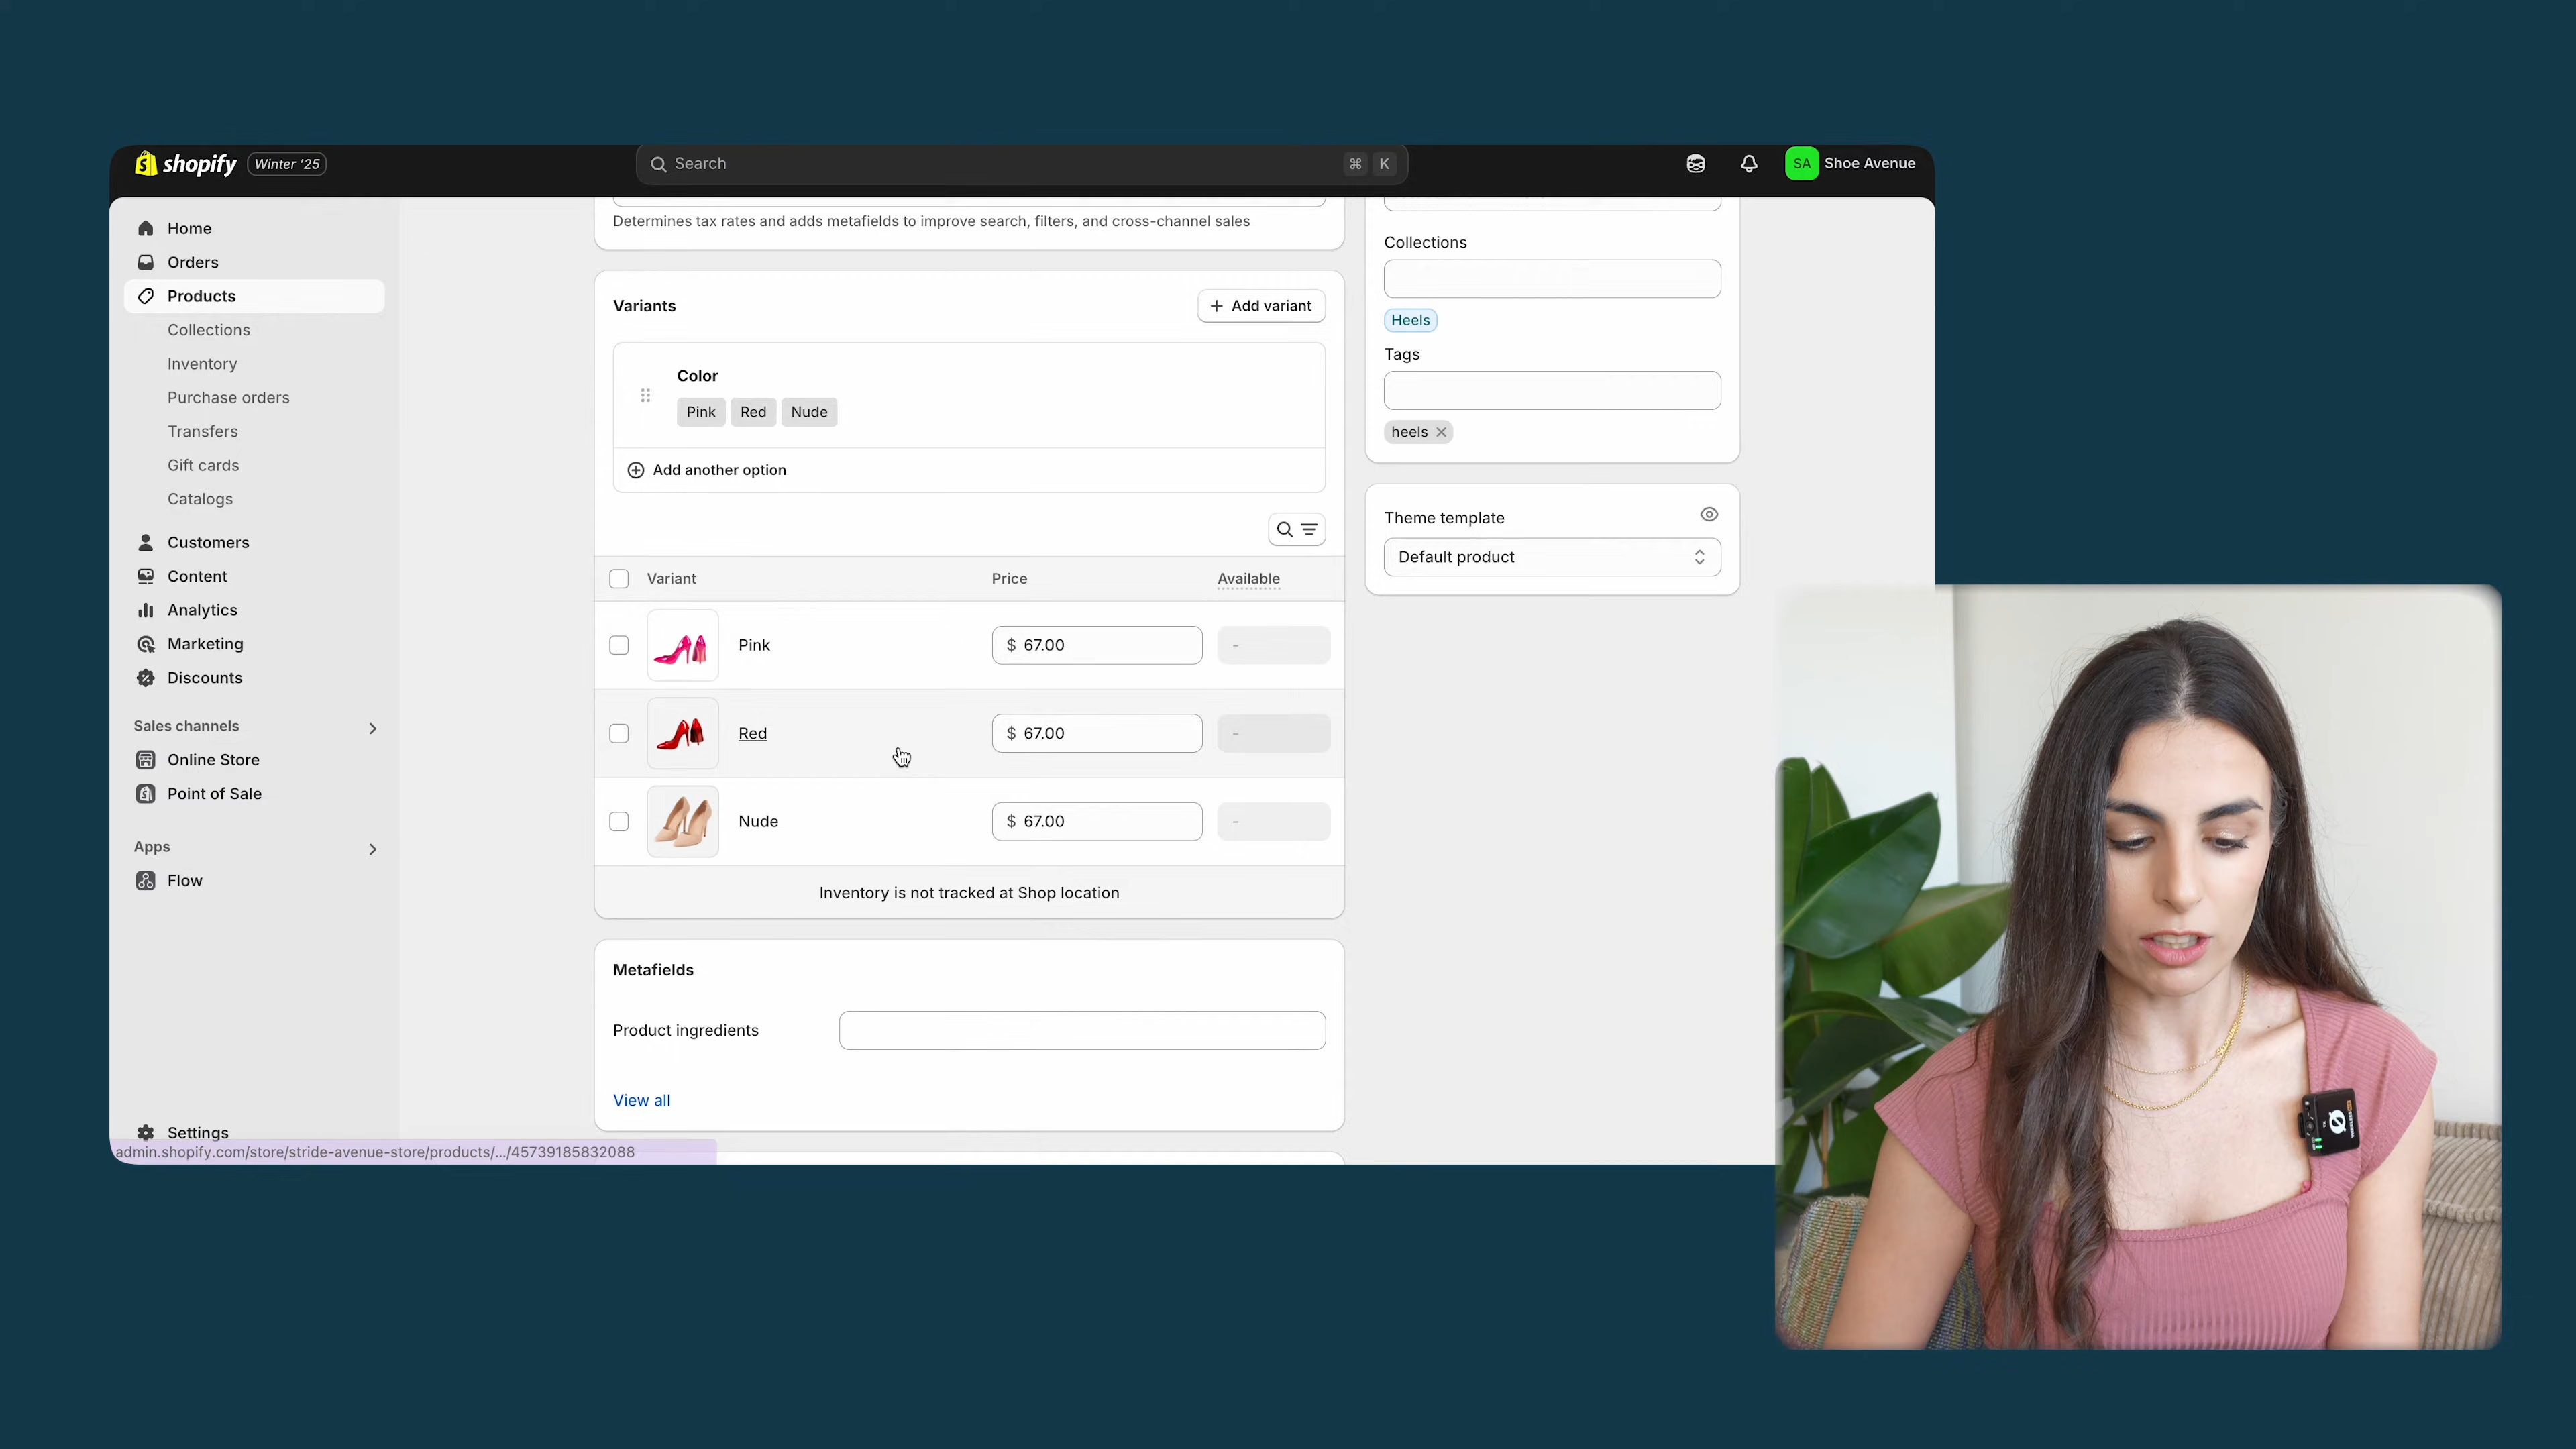 shopify Winter '25
Search ⌘ K
SA Shoe Avenue
Home
Orders
Products
Collections
Inventory
Purchase orders
Transfers
Gift cards
Catalogs
Customers
Content
Analytics
Marketing
Discounts
Sales channels
Online Store
Point of Sale
Apps
Flow
Settings
admin.shopify.com/store/stride-avenue-store/products/.../45739185832088
Determines tax rates and adds metafields to improve search, filters, and cross-channel sales
Variants
Add variant
Color
Pink Red Nude
Add another option
Variant Price Available
Pink $ 67.00 -
Red $ 67.00 -
Nude $ 67.00 -
Inventory is not tracked at Shop location
Metafields
Product ingredients
View all
Collections
Heels
Tags
heels
Theme template
Default product